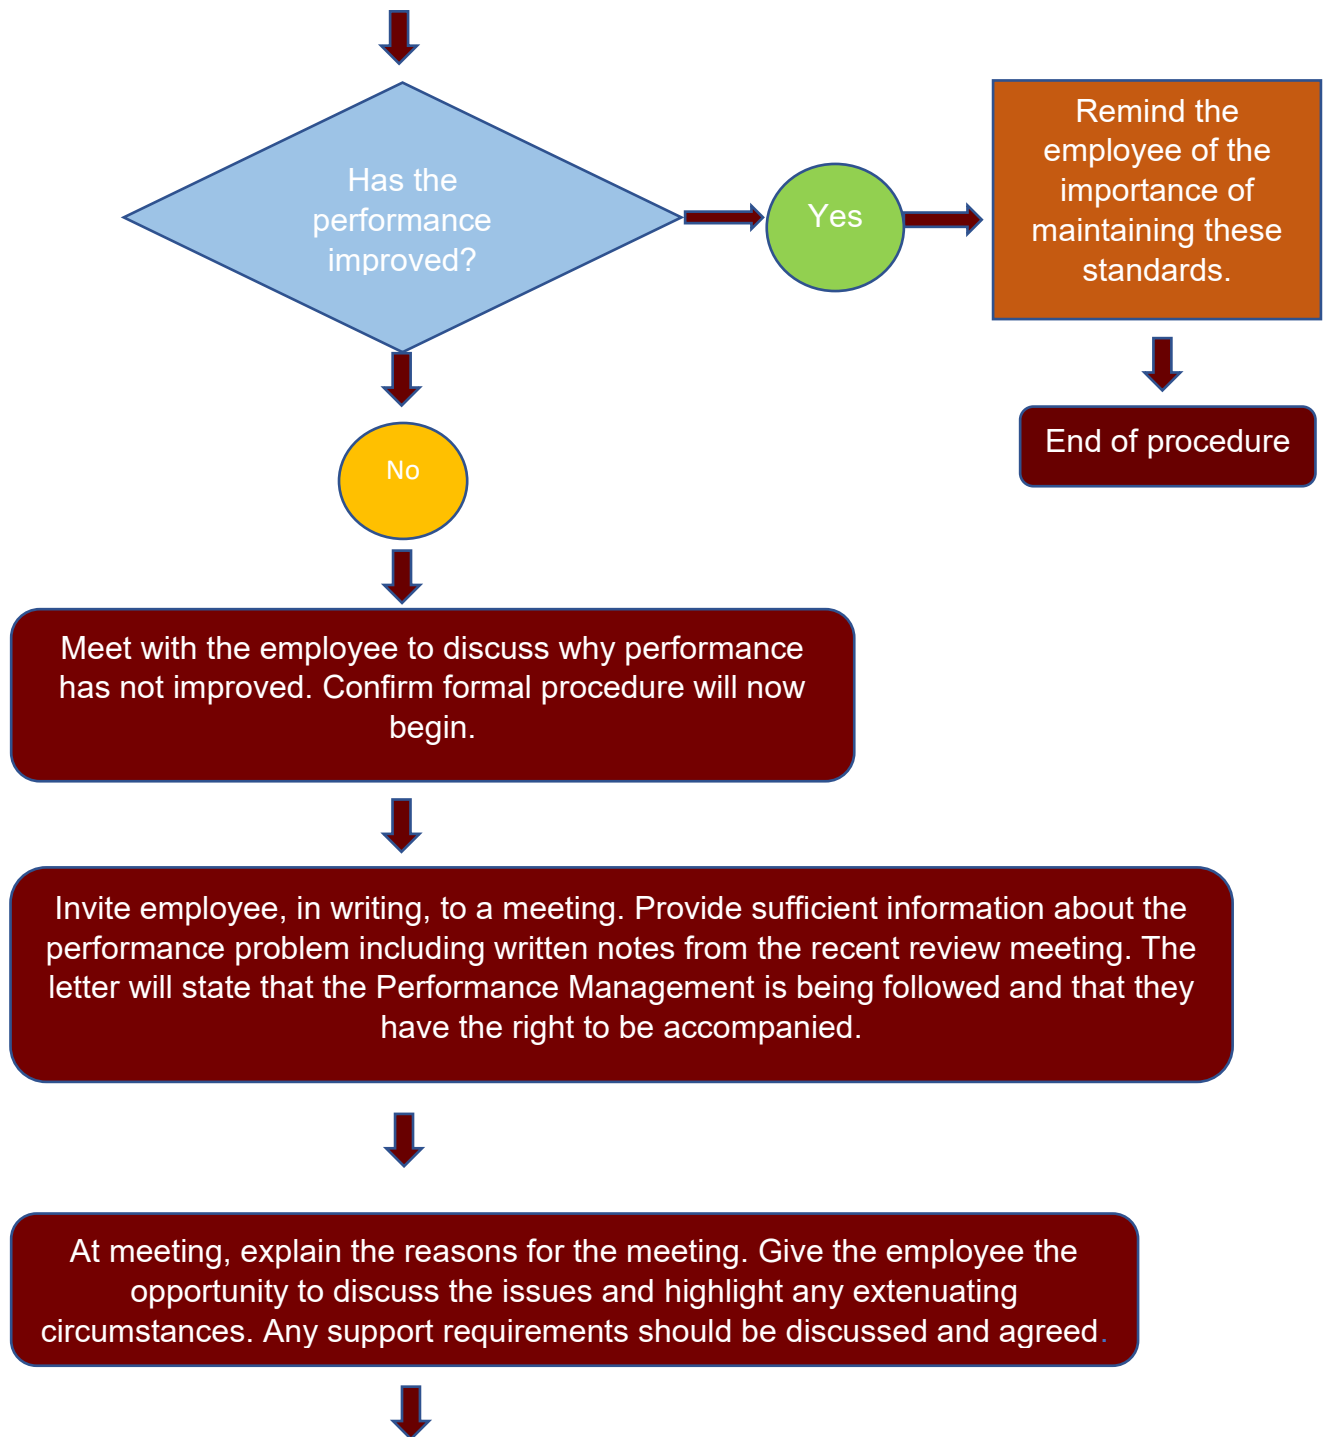 Has the
performance
improved?
Yes
Remind the
employee of the
importance of
maintaining these
standards.
End of procedure
No
Meet with the employee to discuss why performance
has not improved. Confirm formal procedure will now
begin.
Invite employee, in writing, to a meeting. Provide sufficient information about the
performance problem including written notes from the recent review meeting. The
letter will state that the Performance Management is being followed and that they
have the right to be accompanied.
At meeting, explain the reasons for the meeting. Give the employee the
opportunity to discuss the issues and highlight any extenuating
circumstances. Any support requirements should be discussed and agreed.